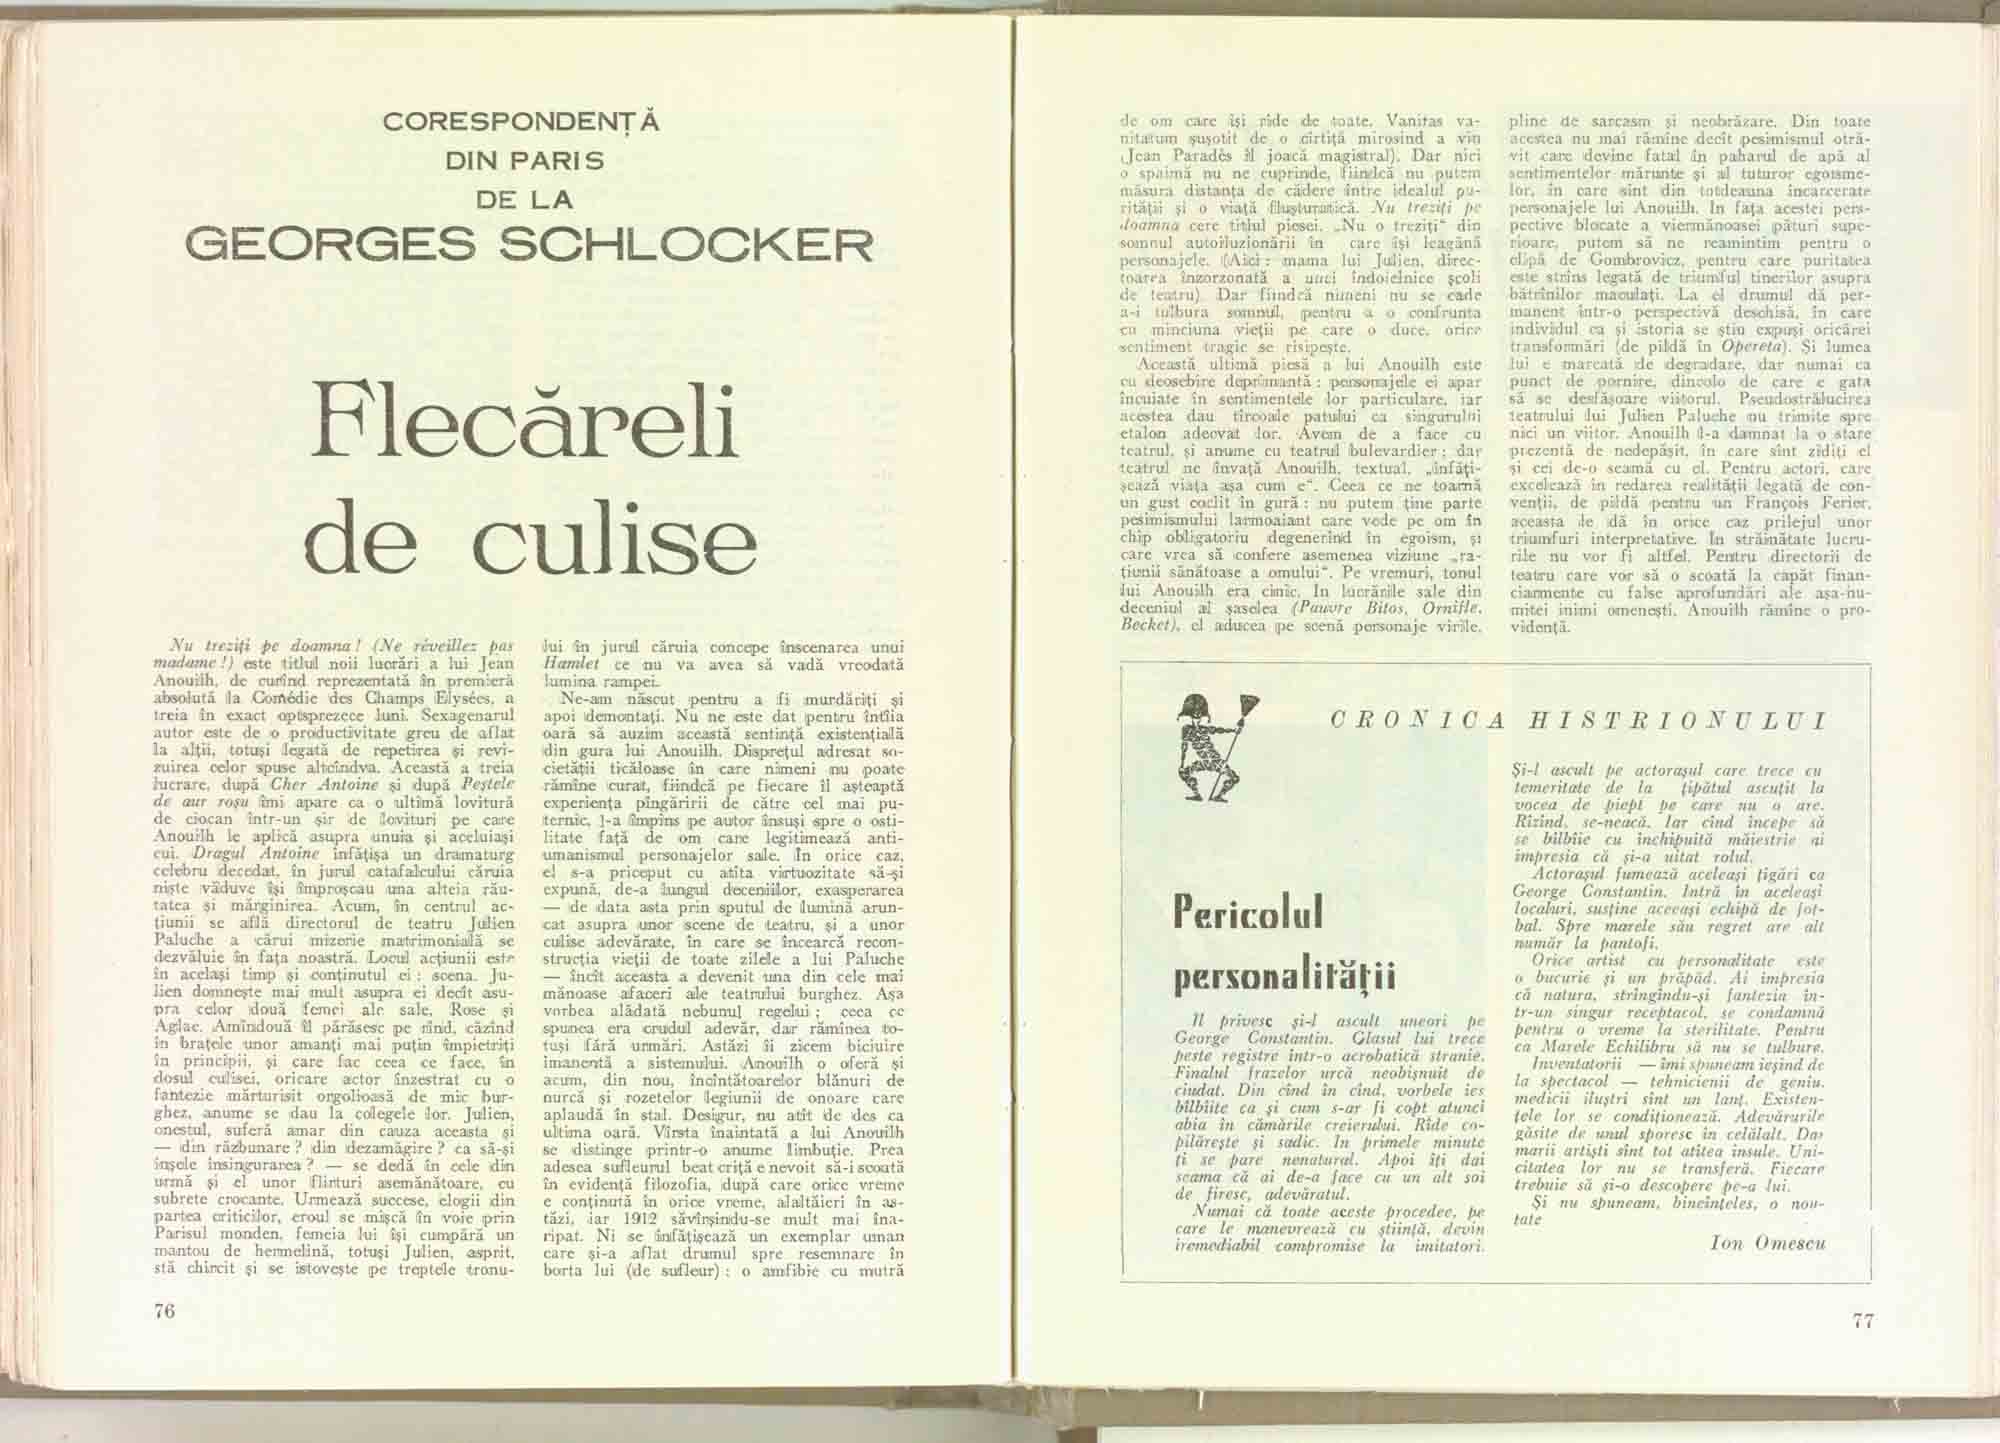 CORESPONDENȚĂ
DIN PARIS
DE LA
GEORGES SCHLOCKER
Flecăreli
de culise
Nu treziți pe doamna! (Ne réveillez pas
madame!) este titlul noii lucrări a lui Jean
Anouilh, de curînd reprezentată în premieră
absolută la Comédie des Champs Elysées, a
treia în exact optsprezece luni. Sexagenarul
autor este de o productivitate greu de aflat
la alții, totuși legată de repetirea și revi-
zuirea celor spuse altcîndva. Această a treia
lucrare, după Cher Antoine și după Peștele
de aur roșu îmi apare ca o ultimă lovitură
de ciocan într-un șir de lovituri pe care
Anouilh le aplică asupra unuia și aceluiași
cui. Dragul Antoine înfățișa un dramaturg
celebru decedat, în jurul catafalcului căruia
niște văduve își împroșcau una alteia rău-
tatea și mărginirea. Acum, în centrul ac-
țiunii se află directorul de teatru Julien
Paluche a cărui mizerie matrimonială se
dezvăluie în fața noastră. Locul acțiunii este
în același timp și conținutul ei : scena. Ju-
lien domnește mai mult asupra ei decît asu-
pra celor două femei ale sale, Rose și
Aglae. Amîndouă îl părăsesc pe rînd, căzînd
în brațele unor amanți mai puțin împietriți
în principii, și care fac ceea ce face, în
dosul culisei, oricare actor înzestrat cu o
fantezie mărturisit orgolioasă de mic bur-
ghez, anume se dau la colegele lor. Julien,
onestul, suferă amar din cauza aceasta și
— din răzbunare ? din dezamăgire ? ca să-și
înșele însingurarea ? — se dedă în cele din
urmă și el unor flirturi asemănătoare, cu
subrete crocante. Urmează succese, elogii din
partea criticilor, eroul se mișcă în voie prin
Parisul monden, femeia lui își cumpără un
mantou de hermelină, totuși Julien, asprit,
stă chircit și se istovește pe treptele tronu-
lui în jurul căruia concepe înscenarea unui
Hamlet ce nu va avea să vadă vreodată
lumina rampei.
Ne-am născut pentru a fi murdăriți și
apoi demontați. Nu ne este dat pentru întîia
oară să auzim această sentință existențială
din gura lui Anouilh. Disprețul adresat so-
cietății ticăloase în care nimeni nu poate
rămîne curat, fiindcă pe fiecare îl așteaptă
experiența pîngăririi de către cel mai pu-
ternic, l-a împins pe autor însuși spre o osti-
litate față de om care legitimează anti-
umanismul personajelor sale. În orice caz,
el s-a priceput cu atîta virtuozitate să-și
expună, de-a lungul deceniilor, exasperarea
— de data asta prin sputul de lumină arun-
cat asupra unor scene de teatru, și a unor
culise adevărate, în care se încearcă recon-
strucția vieții de toate zilele a lui Paluche
— încît aceasta a devenit una din cele mai
mănoase afaceri ale teatrului burghez. Așa
vorbea alădată nebunul regelui ; ceea ce
spunea era crudul adevăr, dar rămînea to-
tuși fără urmări. Astăzi îi zicem biciuire
imanentă a sistemului. Anouilh o oferă și
acum, din nou, încîntătoarelor blănuri de
nurcă și rozetelor legiunii de onoare care
aplaudă în stal. Desigur, nu atît de des ca
ultima oară. Vîrsta înaintată a lui Anouilh
se distinge printr-o anume limbuție. Prea
adesea sufleurul beat criță e nevoit să-i scoată
în evidență filozofia, după care orice vreme
e conținută în orice vreme, alaltăieri în as-
tăzi, iar 1912 săvîrșindu-se mult mai îna-
ripat. Ni se înfățișează un exemplar uman
care și-a aflat drumul spre resemnare în
borta lui (de sufleur) : o amfibie cu mutră
76
de om care își rîde de toate. Vanitas va-
nitatum șușotit de o cîrtiță mirosind a vin
(Jean Paradès îl joacă magistral). Dar nici
o spaimă nu ne cuprinde, fiindcă nu putem
măsura distanța de cădere între idealul pu-
rității și o viață flușturatică. Nu treziți pe
doamna cere titlul piesei. „Nu o treziți“ din
somnul autoiluzionării în care își leagănă
personajele. (Aici : mama lui Julien, direc-
toarea înzorzonată a unei îndoielnice școli
de teatru). Dar fiindcă nimeni nu se cade
a-i tulbura somnul, pentru a o confrunta
cu minciuna vieții pe care o duce, orice
sentiment tragic se risipește.
Această ultimă piesă a lui Anouilh este
cu deosebire deprimantă : personajele ei apar
încuiate în sentimentele lor particulare, iar
acestea dau tîrcoale patului ca singurului
etalon adecvat lor. Avem de a face cu
teatrul, și anume cu teatrul bulevardier ; dar
teatrul ne învață Anouilh, textual, „înfăți-
șează viața așa cum e“. Ceea ce ne toarnă
un gust coclit în gură : nu putem ține parte
pesimismului larmoaiant care vede pe om în
chip obligatoriu degenerînd în egoism, și
care vrea să confere asemenea viziune „ra-
țiunii sănătoase a omului“. Pe vremuri, tonul
lui Anouilh era cinic. In lucrările sale din
deceniul al șaselea (Pauvre Bitos, Ornifle,
Becket), el aducea pe scenă personaje virile,
pline de sarcasm și neobrăzare. Din toate
acestea nu mai rămîne decît pesimismul otră-
vit care devine fatal în paharul de apă al
sentimentelor mărunte și al tuturor egoisme-
lor, în care sînt din totdeauna încarcerate
personajele lui Anouilh. In fața acestei pers-
pective blocate a viermănoasei pături supe-
rioare, putem să ne reamintim pentru o
clipă de Gombrovicz, pentru care puritatea
este strîns legată de triumful tinerilor asupra
bătrînilor maculați. La el drumul dă per-
manent într-o perspectivă deschisă, în care
individul ca și istoria se știu expuși oricărei
transformări (de pildă în Opereta). Și lumea
lui e marcată de degradare, dar numai ca
punct de pornire, dincolo de care e gata
să se desfășoare viitorul. Pseudostrălucirea
teatrului lui Julien Paluche nu trimite spre
nici un viitor. Anouilh l-a damnat la o stare
prezentă de nedepășit, în care sînt zidiți el
și cei de-o seamă cu el. Pentru actori, care
excelează în redarea realității legată de con-
venții, de pildă pentru un François Ferier,
aceasta le dă în orice caz prilejul unor
triumfuri interpretative. In străinătate lucru-
rile nu vor fi altfel. Pentru directorii de
teatru care vor să o scoată la capăt finan-
ciarmente cu false aprofundări ale așa-nu-
mitei inimi omenești, Anouilh rămîne o pro-
vidență.
CRONICA HISTRIONULUI
Pericolul
personalității
Il privesc și-l ascult uneori pe
George Constantin. Glasul lui trece
peste registre într-o acrobatică stranie.
Finalul frazelor urcă neobișnuit de
ciudat. Din cînd în cînd, vorbele ies
bîlbîite ca și cum s-ar fi copt atunci
abia în cămările creierului. Rîde co-
pilărește și sadic. In primele minute
ți se pare nenatural. Apoi îți dai
seama că ai de-a face cu un alt soi
de firesc, adevăratul.
Numai că toate aceste procedee, pe
care le manevrează cu știință, devin
iremediabil compromise la imitatori.
Și-l ascult pe actorașul care trece cu
temeritate de la țipătul ascuțit la
vocea de piept pe care nu o are.
Rîzînd, se-neacă. Iar cînd începe să
se bîlbîie cu închipuită măiestrie ai
impresia că și-a uitat rolul.
Actorașul fumează aceleași țigări ca
George Constantin. Intră în aceleași
localuri, susține aceeași echipă de fot-
bal. Spre marele său regret are alt
număr la pantofi.
Orice artist cu personalitate este
o bucurie și un prăpăd. Ai impresia
că natura, strîngîndu-și fantezia în-
tr-un singur receptacol, se condamnă
pentru o vreme la sterilitate. Pentru
ca Marele Echilibru să nu se tulbure.
Inventatorii — îmi spuneam ieșind de
la spectacol — tehnicienii de geniu,
medicii iluștri sînt un lanț. Existen-
țele lor se condiționează. Adevărurile
găsite de unul sporesc în celălalt. Dar
marii artiști sînt tot atîtea insule. Uni-
citatea lor nu se transferă. Fiecare
trebuie să și-o descopere pe-a lui.
Și nu spuneam, bineînțeles, o nou-
tate
Ion Omescu
77